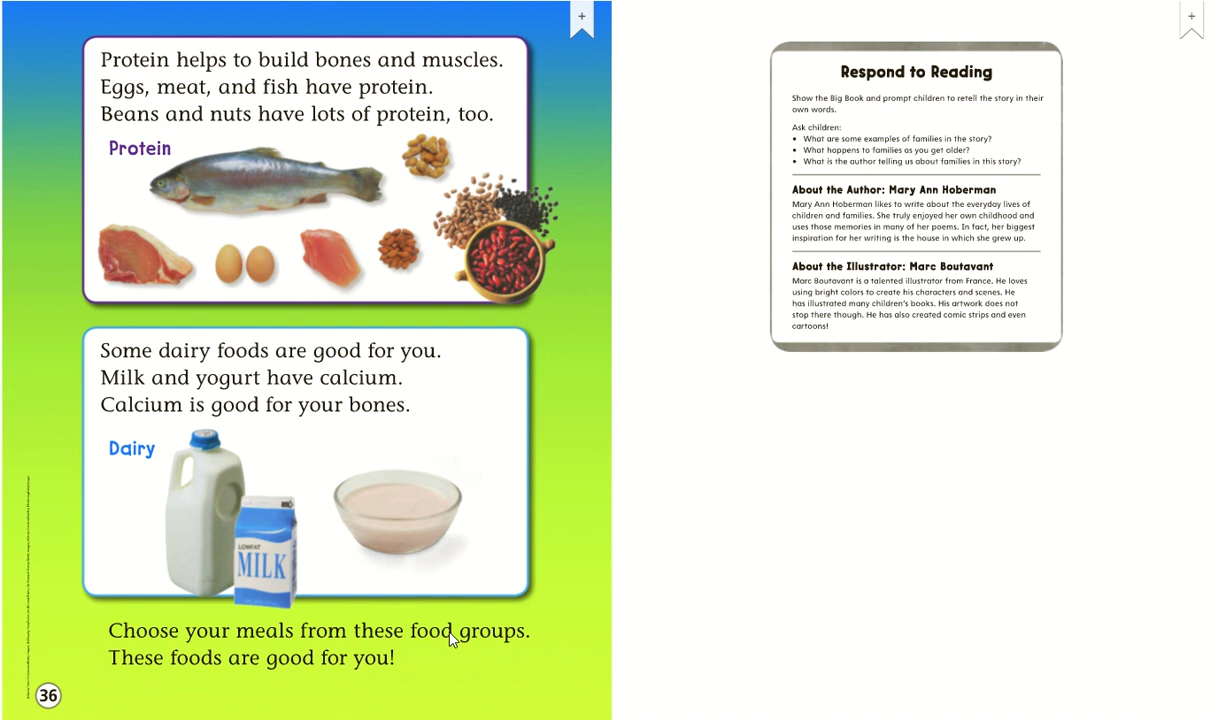 Protein helps to build bones and muscles.
Eggs, meat, and fish have protein.
Beans and nuts have lots of protein, too.
Protein
Some dairy foods are good for you.
Milk and yogurt have calcium.
Calcium is good for your bones.
Dairy
LOWFAT
MILK
Choose your meals from these food groups.
These foods are good for you!
36
Respond to Reading
Show the Big Book and prompt children to retell the story in their
own words.
Ask children:
• What are some examples of families in the story?
• What happens to families as you get older?
• What is the author telling us about families in this story?
About the Author: Mary Ann Hoberman
Mary Ann Hoberman likes to write about the everyday lives of
children and families. She truly enjoyed her own childhood and
uses those memories in many of her poems. In fact, her biggest
inspiration for her writing is the house in which she grew up.
About the Illustrator: Marc Boutavant
Marc Boutavant is a talented illustrator from France. He loves
using bright colors to create his characters and scenes. He
has illustrated many children's books. His artwork does not
stop there though. He has also created comic strips and even
cartoons!